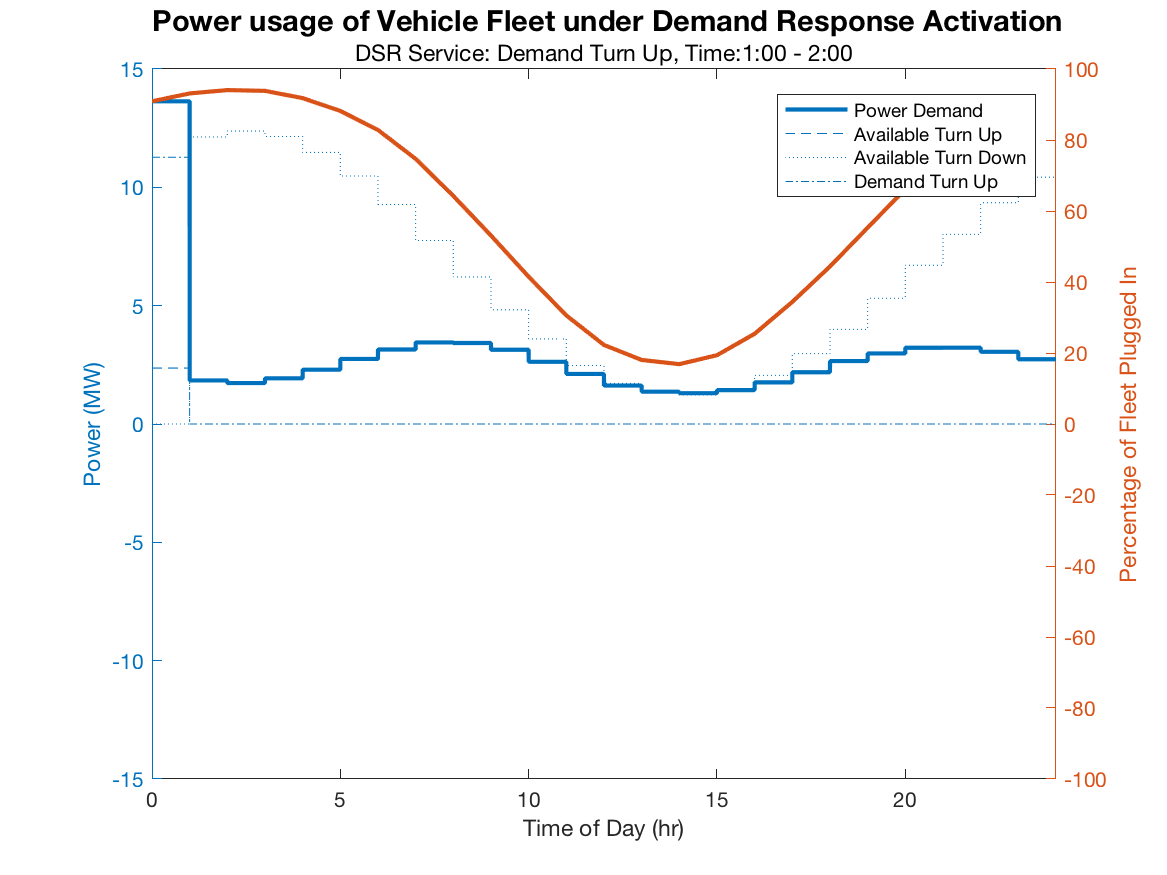 Power usage of Vehicle Fleet under Demand Response Activation
DSR Service: Demand Turn Up, Time:1:00 - 2:00
15
10
5
0
-5
-10
-15
Power (MW)
100
80
60
40
20
0
-20
-40
-60
-80
-100
Percentage of Fleet Plugged In
Power Demand
Available Turn Up
Available Turn Down
Demand Turn Up
0
5
10
15
20
Time of Day (hr)